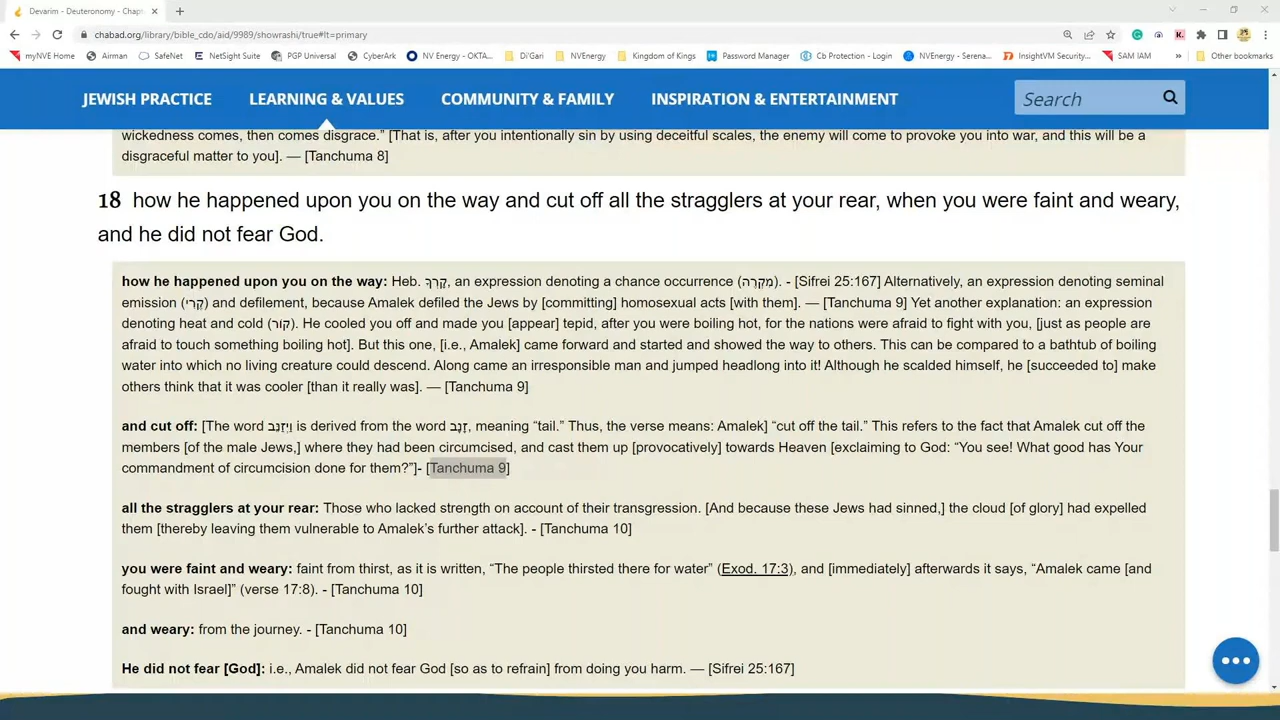 Devarim - Deuteronomy - Chapt
chabad.org/library/bible_cdo/aid/9989/showrashi/true#lt=primary
myNVE Home Airman SafeNet NetSight Suite PGP Universal CyberArk NV Energy - OKTA... Di'Gari NVEnergy Kingdom of Kings Password Manager Cb Protection - Login NVEnergy - Serena... InsightVM Security... SAM IAM » Other bookmarks
JEWISH PRACTICE LEARNING & VALUES COMMUNITY & FAMILY INSPIRATION & ENTERTAINMENT Search
wickedness comes, then comes disgrace.” [That is, after you intentionally sin by using deceitful scales, the enemy will come to provoke you into war, and this will be a
disgraceful matter to you]. — [Tanchuma 8]
18 how he happened upon you on the way and cut off all the stragglers at your rear, when you were faint and weary,
and he did not fear God.
how he happened upon you on the way: Heb. קָרְךָ, an expression denoting a chance occurrence (מִקְרֶה). - [Sifrei 25:167] Alternatively, an expression denoting seminal
emission (קֶרִי) and defilement, because Amalek defiled the Jews by [committing] homosexual acts [with them]. — [Tanchuma 9] Yet another explanation: an expression
denoting heat and cold (קוֹר). He cooled you off and made you [appear] tepid, after you were boiling hot, for the nations were afraid to fight with you, [just as people are
afraid to touch something boiling hot]. But this one, [i.e., Amalek] came forward and started and showed the way to others. This can be compared to a bathtub of boiling
water into which no living creature could descend. Along came an irresponsible man and jumped headlong into it! Although he scalded himself, he [succeeded to] make
others think that it was cooler [than it really was]. — [Tanchuma 9]
and cut off: [The word וַיְזַנֵּב is derived from the word זָנָב, meaning “tail.” Thus, the verse means: Amalek] “cut off the tail.” This refers to the fact that Amalek cut off the
members [of the male Jews,] where they had been circumcised, and cast them up [provocatively] towards Heaven [exclaiming to God: “You see! What good has Your
commandment of circumcision done for them?”]- [Tanchuma 9]
all the stragglers at your rear: Those who lacked strength on account of their transgression. [And because these Jews had sinned,] the cloud [of glory] had expelled
them [thereby leaving them vulnerable to Amalek’s further attack]. - [Tanchuma 10]
you were faint and weary: faint from thirst, as it is written, “The people thirsted there for water” (Exod. 17:3), and [immediately] afterwards it says, “Amalek came [and
fought with Israel]” (verse 17:8). - [Tanchuma 10]
and weary: from the journey. - [Tanchuma 10]
He did not fear [God]: i.e., Amalek did not fear God [so as to refrain] from doing you harm. — [Sifrei 25:167]